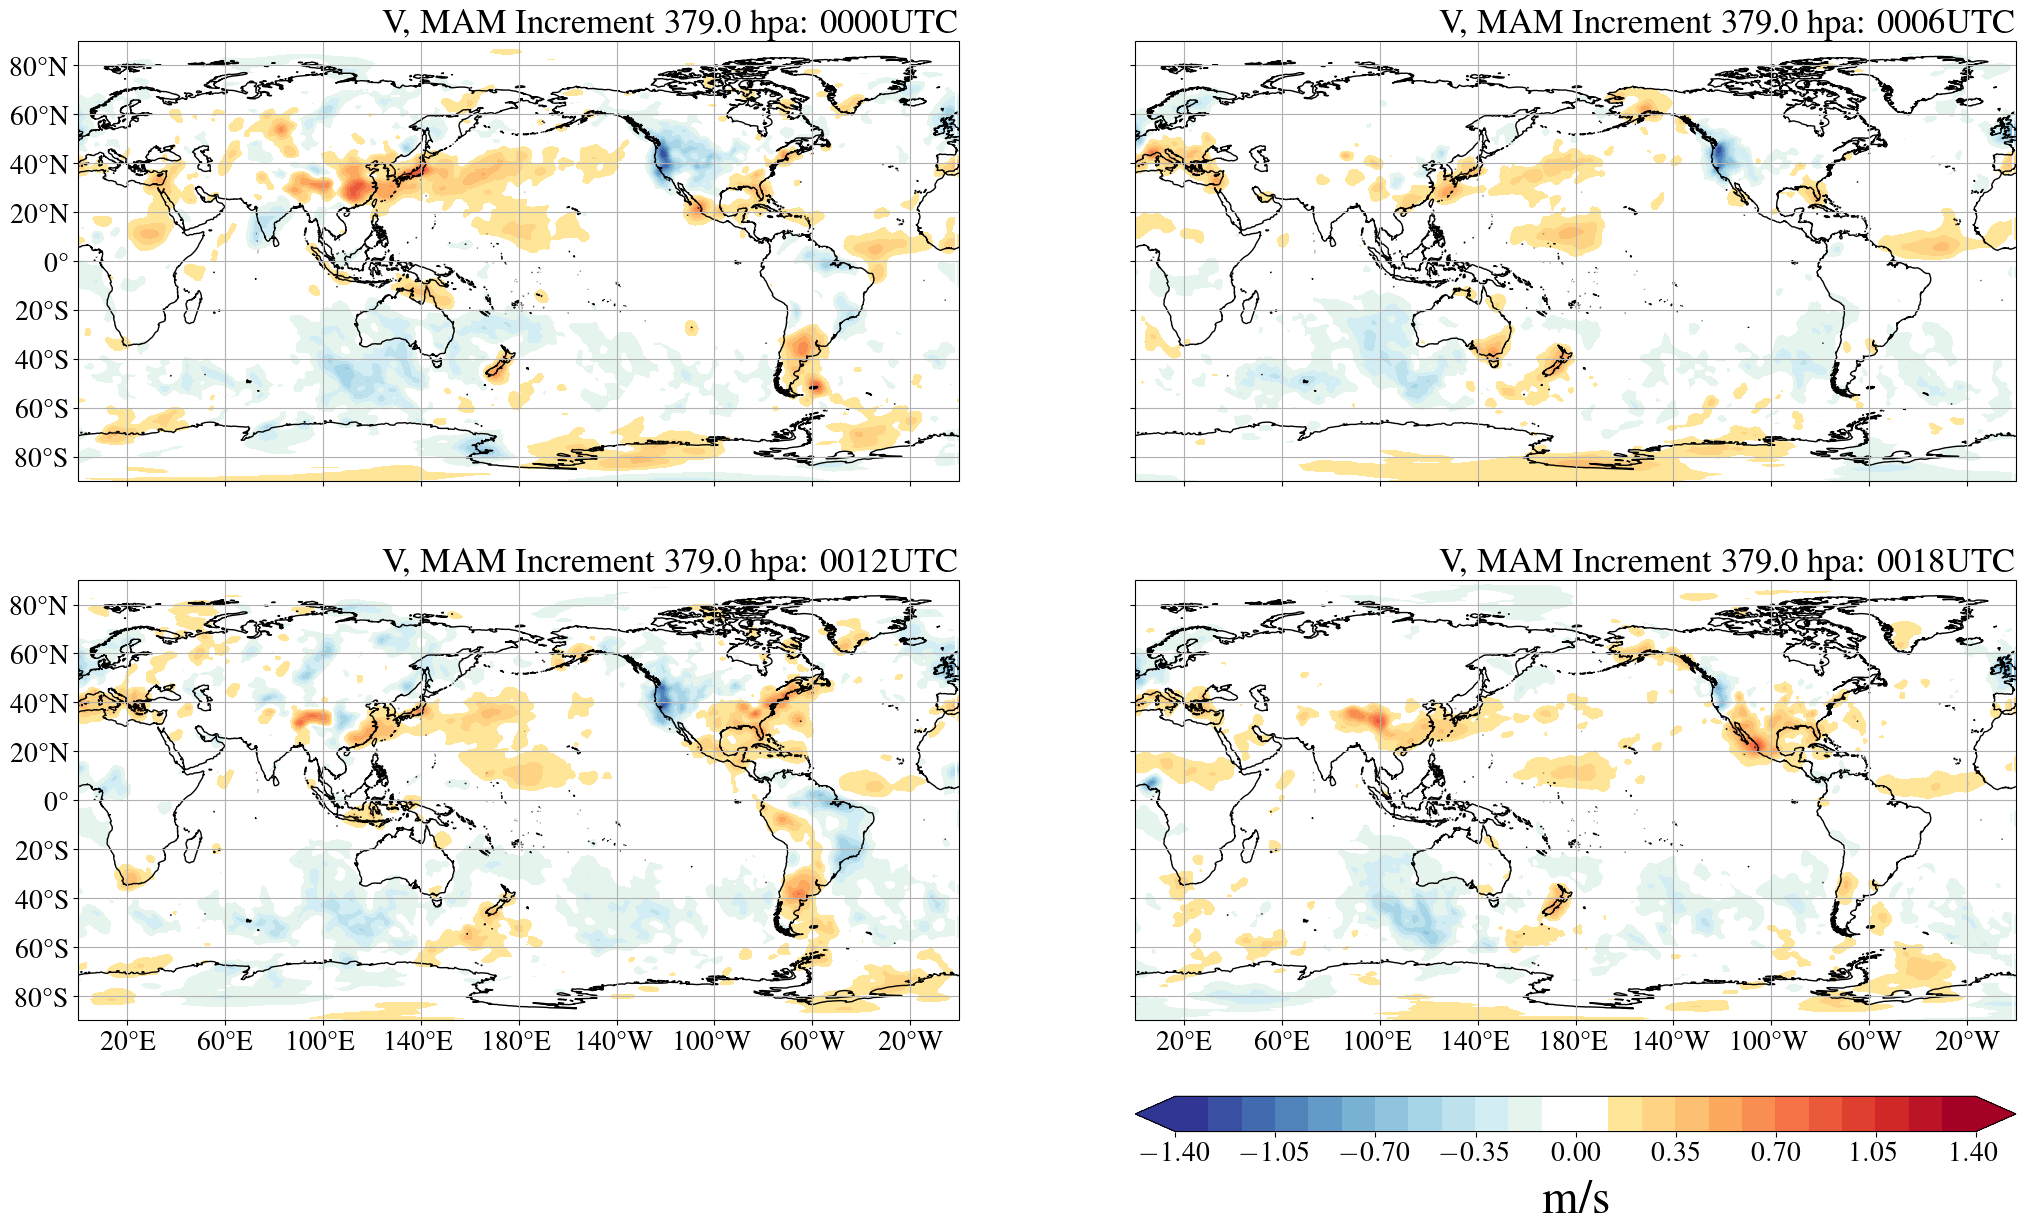 V, MAM Increment 379.0 hpa: 0000UTC
V, MAM Increment 379.0 hpa: 0006UTC
80°N
60°N
40°N
20°N
0°
20°S
40°S
60°S
80°S
V, MAM Increment 379.0 hpa: 0012UTC
V, MAM Increment 379.0 hpa: 0018UTC
80°N
60°N
40°N
20°N
0°
20°S
40°S
60°S
80°S
20°E 60°E 100°E 140°E 180°E 140°W 100°W 60°W 20°W
20°E 60°E 100°E 140°E 180°E 140°W 100°W 60°W 20°W
−1.40 −1.05 −0.70 −0.35 0.00 0.35 0.70 1.05 1.40
m/s